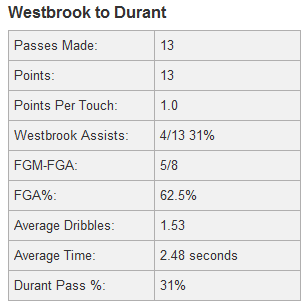 Westbrook to Durant
Passes Made: 13
Points: 13
Points Per Touch: 1.0
Westbrook Assists: 4/13 31%
FGM-FGA: 5/8
FGA%: 62.5%
Average Dribbles: 1.53
Average Time: 2.48 seconds
Durant Pass %: 31%